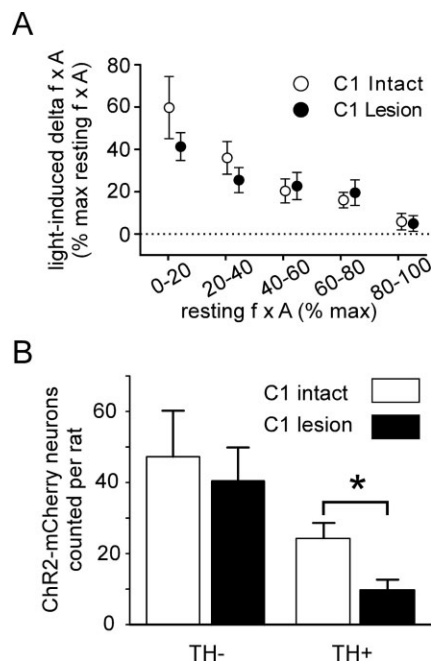 A
light-induced delta f x A
(% max resting f x A)
80
60
40
20
0
C1 Intact
C1 Lesion
0-20
20-40
40-60
60-80
80-100
resting f x A (% max)
B
ChR2-mCherry neurons
counted per rat
60
40
20
0
C1 intact
C1 lesion
*
TH-
TH+